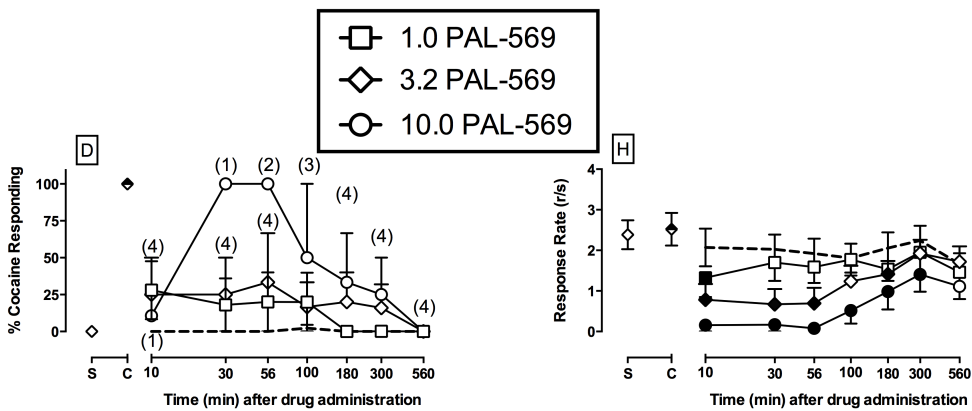 1.0 PAL-569
3.2 PAL-569
10.0 PAL-569
D
% Cocaine Responding
100
75
50
25
0
(4)
(1)
(1)
(4)
(2)
(4)
(3)
(4)
(4)
(4)
S
C
10
30
56
100
180
300
560
Time (min) after drug administration
H
Response Rate (r/s)
4
3
2
1
0
S
C
10
30
56
100
180
300
560
Time (min) after drug administration